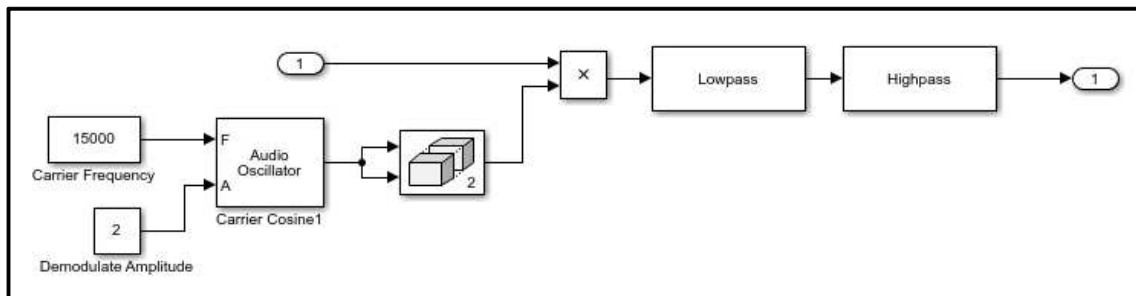 1
×
Lowpass
Highpass
1
15000
Carrier Frequency
F
A
Audio
Oscillator
Carrier Cosine1
2
2
Demodulate Amplitude